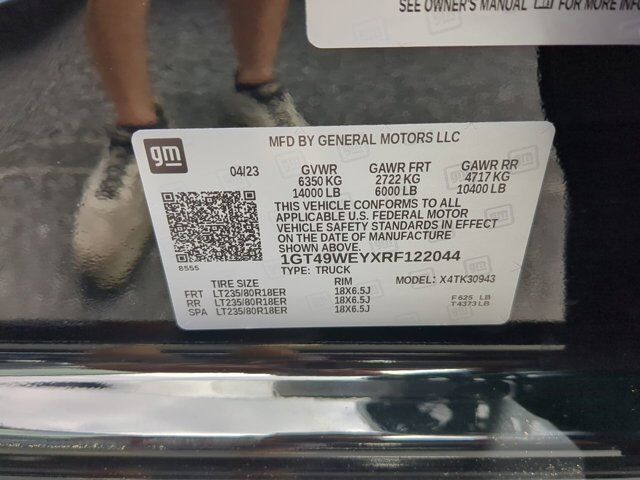 SEE OWNER'S MANUAL FOR MORE INFO
gm
MFD BY GENERAL MOTORS LLC
04/23 GVWR GAWR FRT GAWR RR
6350 KG 2722 KG 4717 KG
14000 LB 6000 LB 10400 LB
THIS VEHICLE CONFORMS TO ALL
APPLICABLE U.S. FEDERAL MOTOR
VEHICLE SAFETY STANDARDS IN EFFECT
ON THE DATE OF MANUFACTURE
SHOWN ABOVE.
8555
1GT49WEYXRF122044
TYPE: TRUCK MODEL: X4TK30943
TIRE SIZE RIM
FRT LT235/80R18ER 18X6.5J
RR LT235/80R18ER 18X6.5J
SPA LT235/80R18ER 18X6.5J
F 625 LB
T 4373 LB